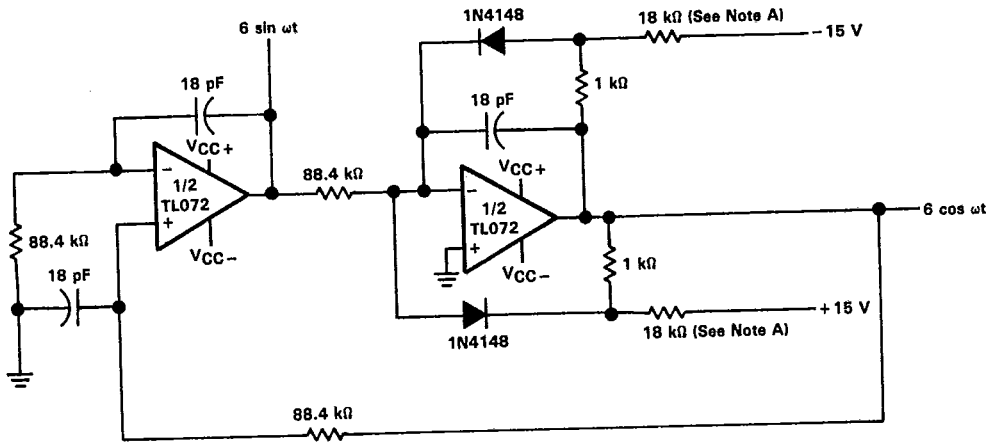 1N4148
18 kΩ (See Note A)
−15 V
6 sin ωt
18 pF
1 kΩ
18 pF
VCC+
−
1/2
TL072
+
VCC−
88.4 kΩ
88.4 kΩ
VCC+
−
1/2
TL072
+
VCC−
6 cos ωt
18 pF
1 kΩ
+15 V
1N4148
18 kΩ (See Note A)
88.4 kΩ